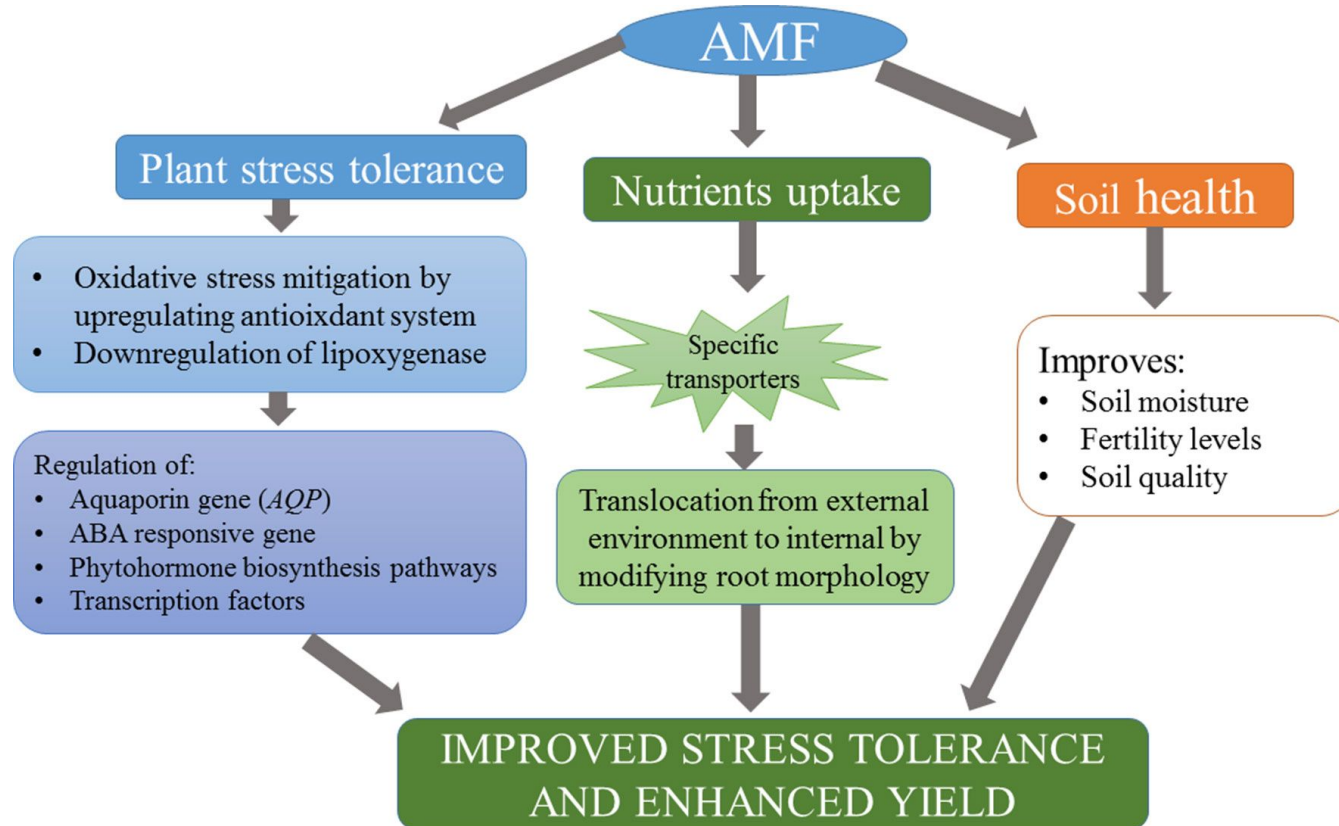 AMF
Plant stress tolerance
• Oxidative stress mitigation by
upregulating antioixdant system
• Downregulation of lipoxygenase
Regulation of:
• Aquaporin gene (AQP)
• ABA responsive gene
• Phytohormone biosynthesis pathways
• Transcription factors
Nutrients uptake
Specific
transporters
Translocation from external
environment to internal by
modifying root morphology
Soil health
Improves:
• Soil moisture
• Fertility levels
• Soil quality
IMPROVED STRESS TOLERANCE
AND ENHANCED YIELD